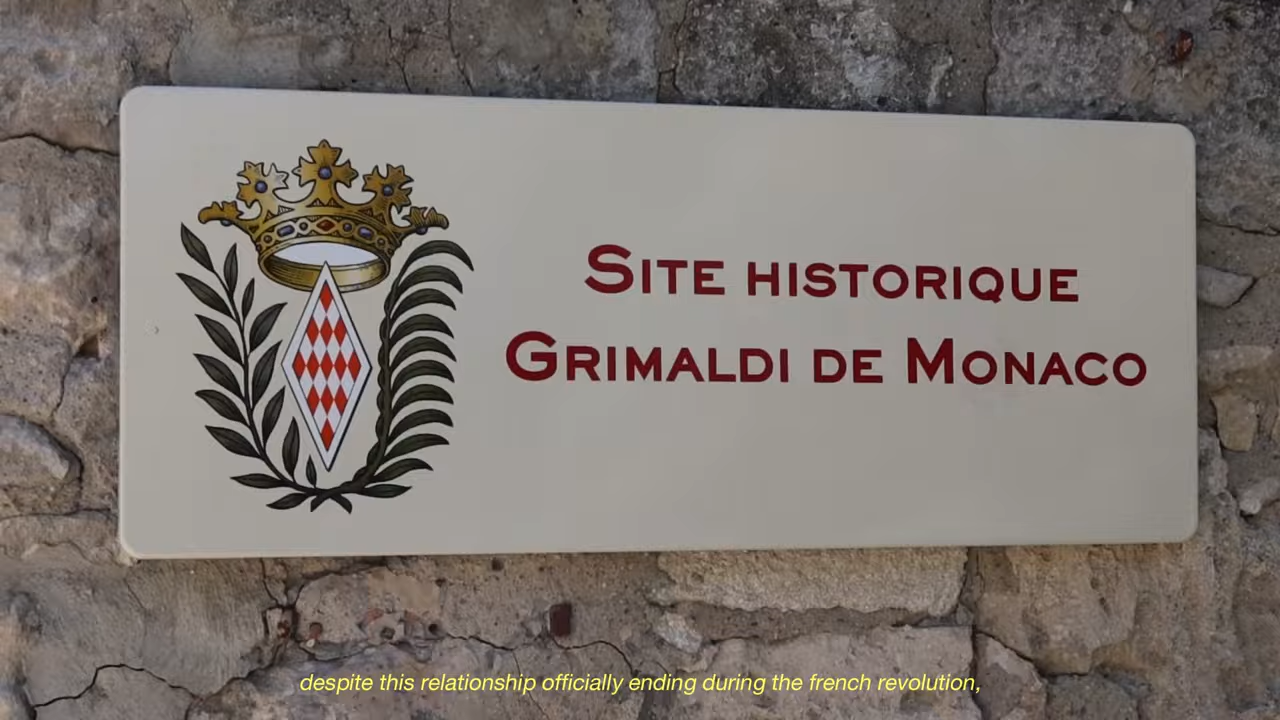 SITE HISTORIQUE
GRIMALDI DE MONACO
despite this relationship officially ending during the french revolution,